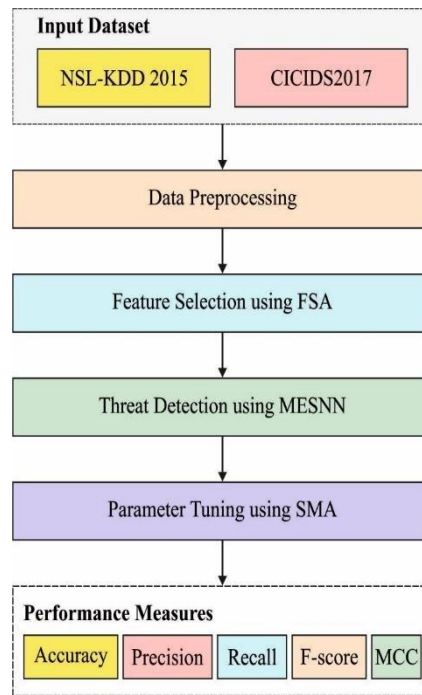 Input Dataset
NSL-KDD 2015 CICIDS2017
Data Preprocessing
Feature Selection using FSA
Threat Detection using MESNN
Parameter Tuning using SMA
Performance Measures
Accuracy Precision Recall F-score MCC